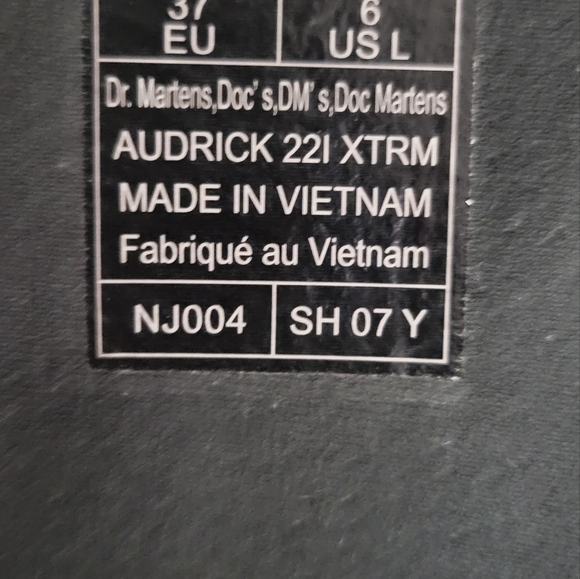 37 6
EU US L
Dr. Martens,Doc's,DM's,Doc Martens
AUDRICK 22I XTRM
MADE IN VIETNAM
Fabriqué au Vietnam
NJ004 SH 07 Y